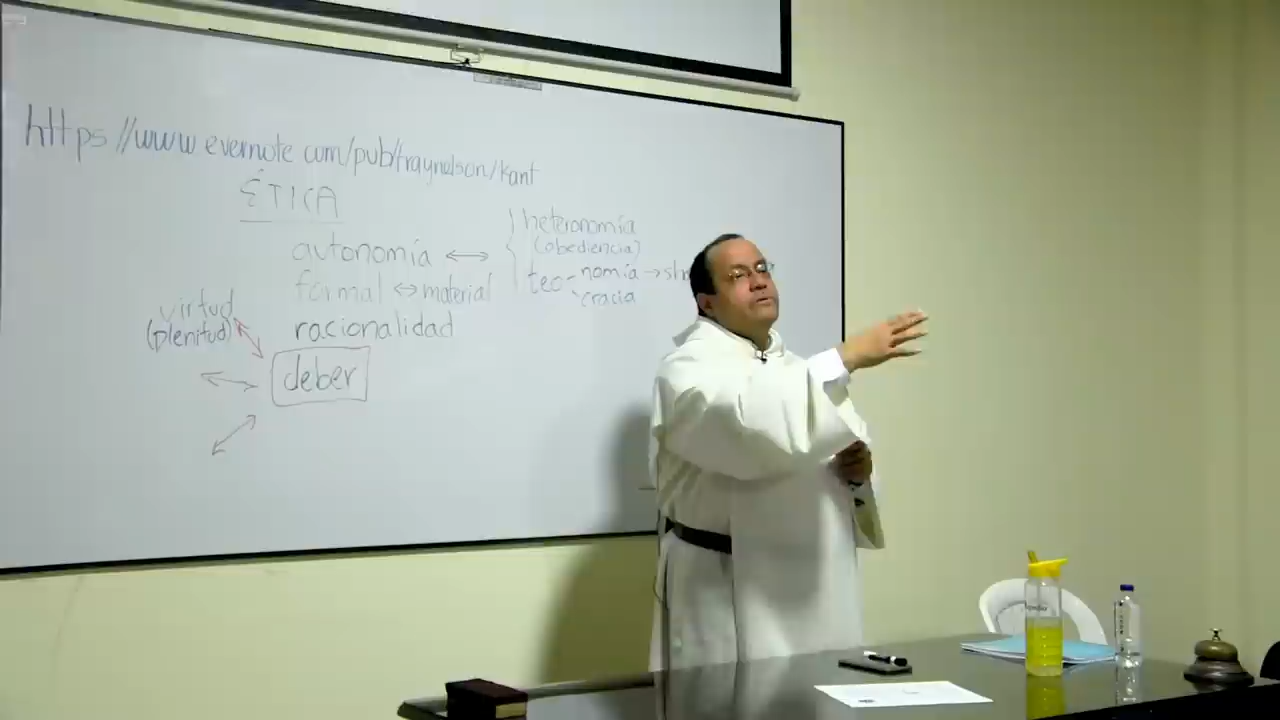 https //www.evernote.com/pub/fraynelson/kant
ÉTICA
autonomía ↔ heteronomía
(obediencia)
formal ↔ material
teo- nomía →
cracia
virtud
(plenitud)
racionalidad
deber